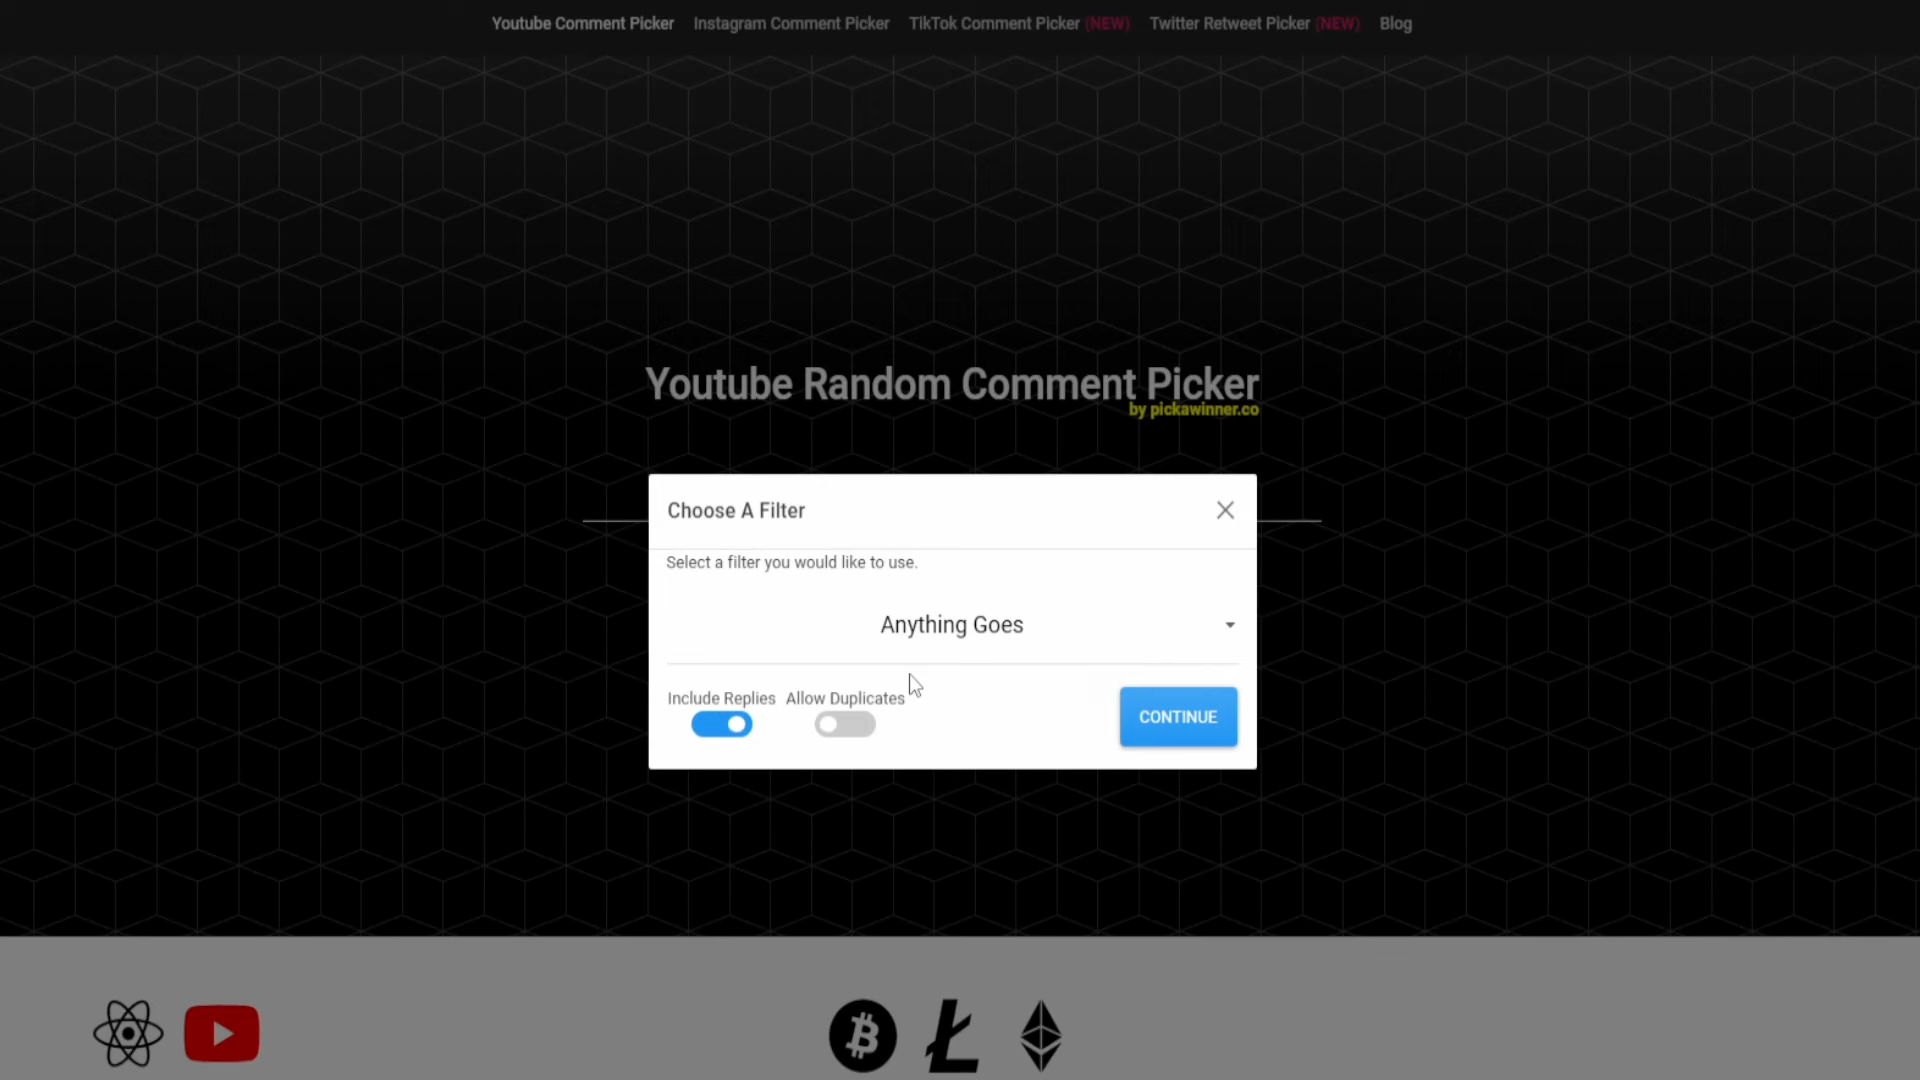 Youtube Comment Picker Instagram Comment Picker TikTok Comment Picker (NEW) Twitter Retweet Picker (NEW) Blog
Youtube Random Comment Picker
by pickawinner.co
Choose A Filter
Select a filter you would like to use.
Anything Goes
Include Replies Allow Duplicates
CONTINUE